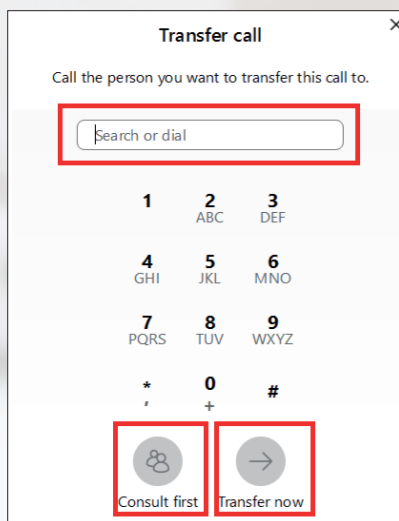 Transfer call
Call the person you want to transfer this call to.
Search or dial
1 2 3
ABC DEF
4 5 6
GHI JKL MNO
7 8 9
PQRS TUV WXYZ
* 0 #
, +
Consult first Transfer now